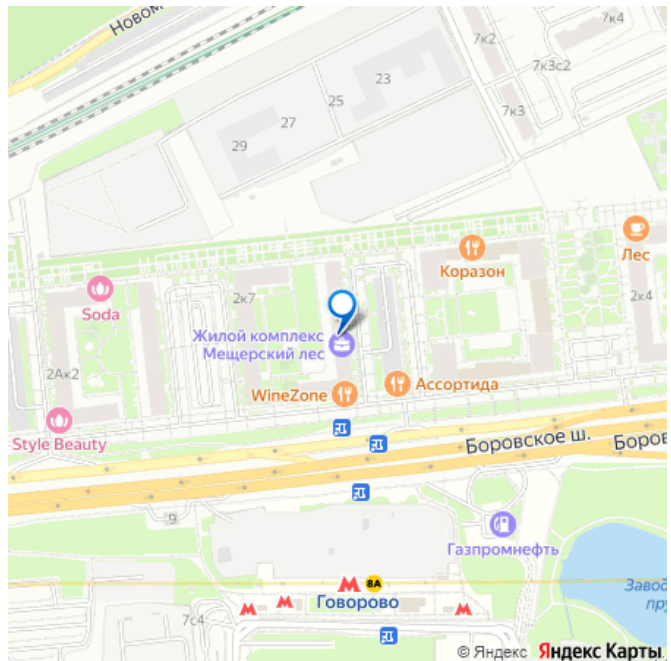 Новом
7к4
7к2
7к3с2
23
25
7к3
27
29
Лес
Коразон
2к7
Soda
2к4
Жилой комплекс
Мещерский лес
2Ак2
WineZone
Ассортида
Style Beauty
Боровское ш.
Боров
9
Газпромнефть
М 8А
Говорово
Завод
пру
7с4
© Яндекс Яндекс Карты